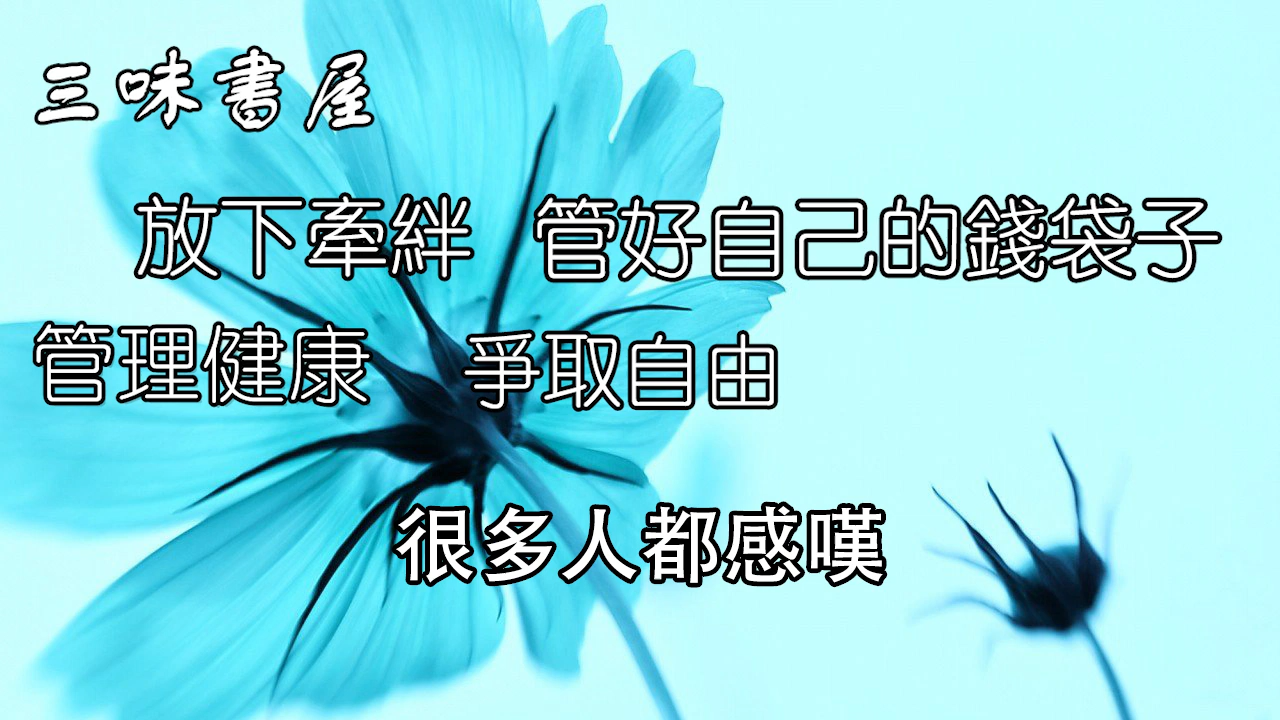 三味書屋
放下牽絆 管好自己的錢袋子
管理健康 爭取自由
很多人都感嘆